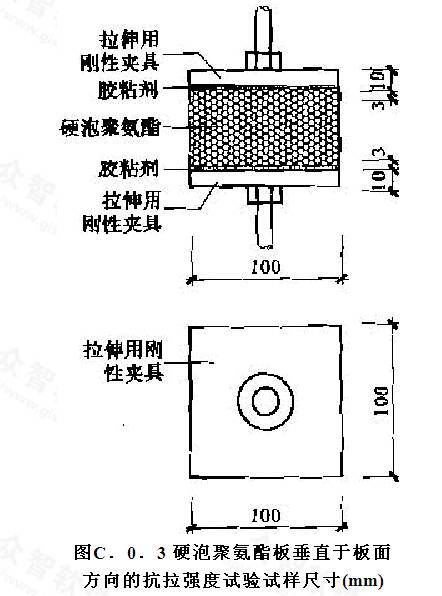 拉伸用
刚性夹具
胶粘剂
硬泡聚氨酯
胶粘剂
拉伸用
刚性夹具
10
3
3
10
100
拉伸用刚
性夹具
100
100
图C．0．3 硬泡聚氨酯板垂直于板面
方向的抗拉强度试验试样尺寸(mm)